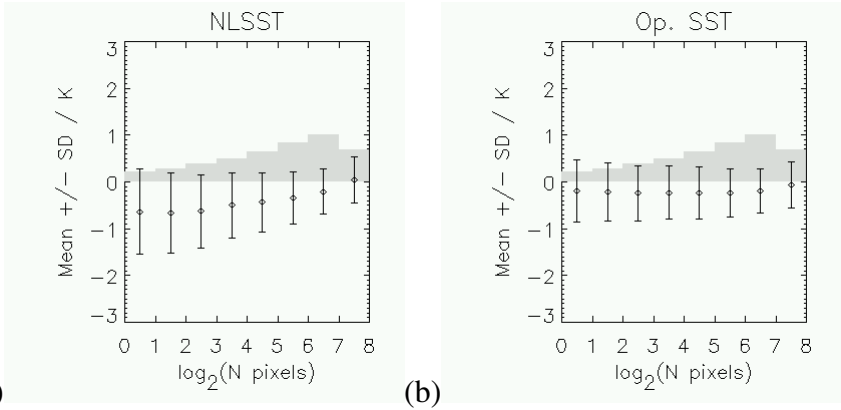 NLSST
Mean +/- SD / K
3
2
1
0
-1
-2
-3
0 1 2 3 4 5 6 7 8
log2(N pixels)
)
(b)
Op. SST
Mean +/- SD / K
3
2
1
0
-1
-2
-3
0 1 2 3 4 5 6 7 8
log2(N pixels)